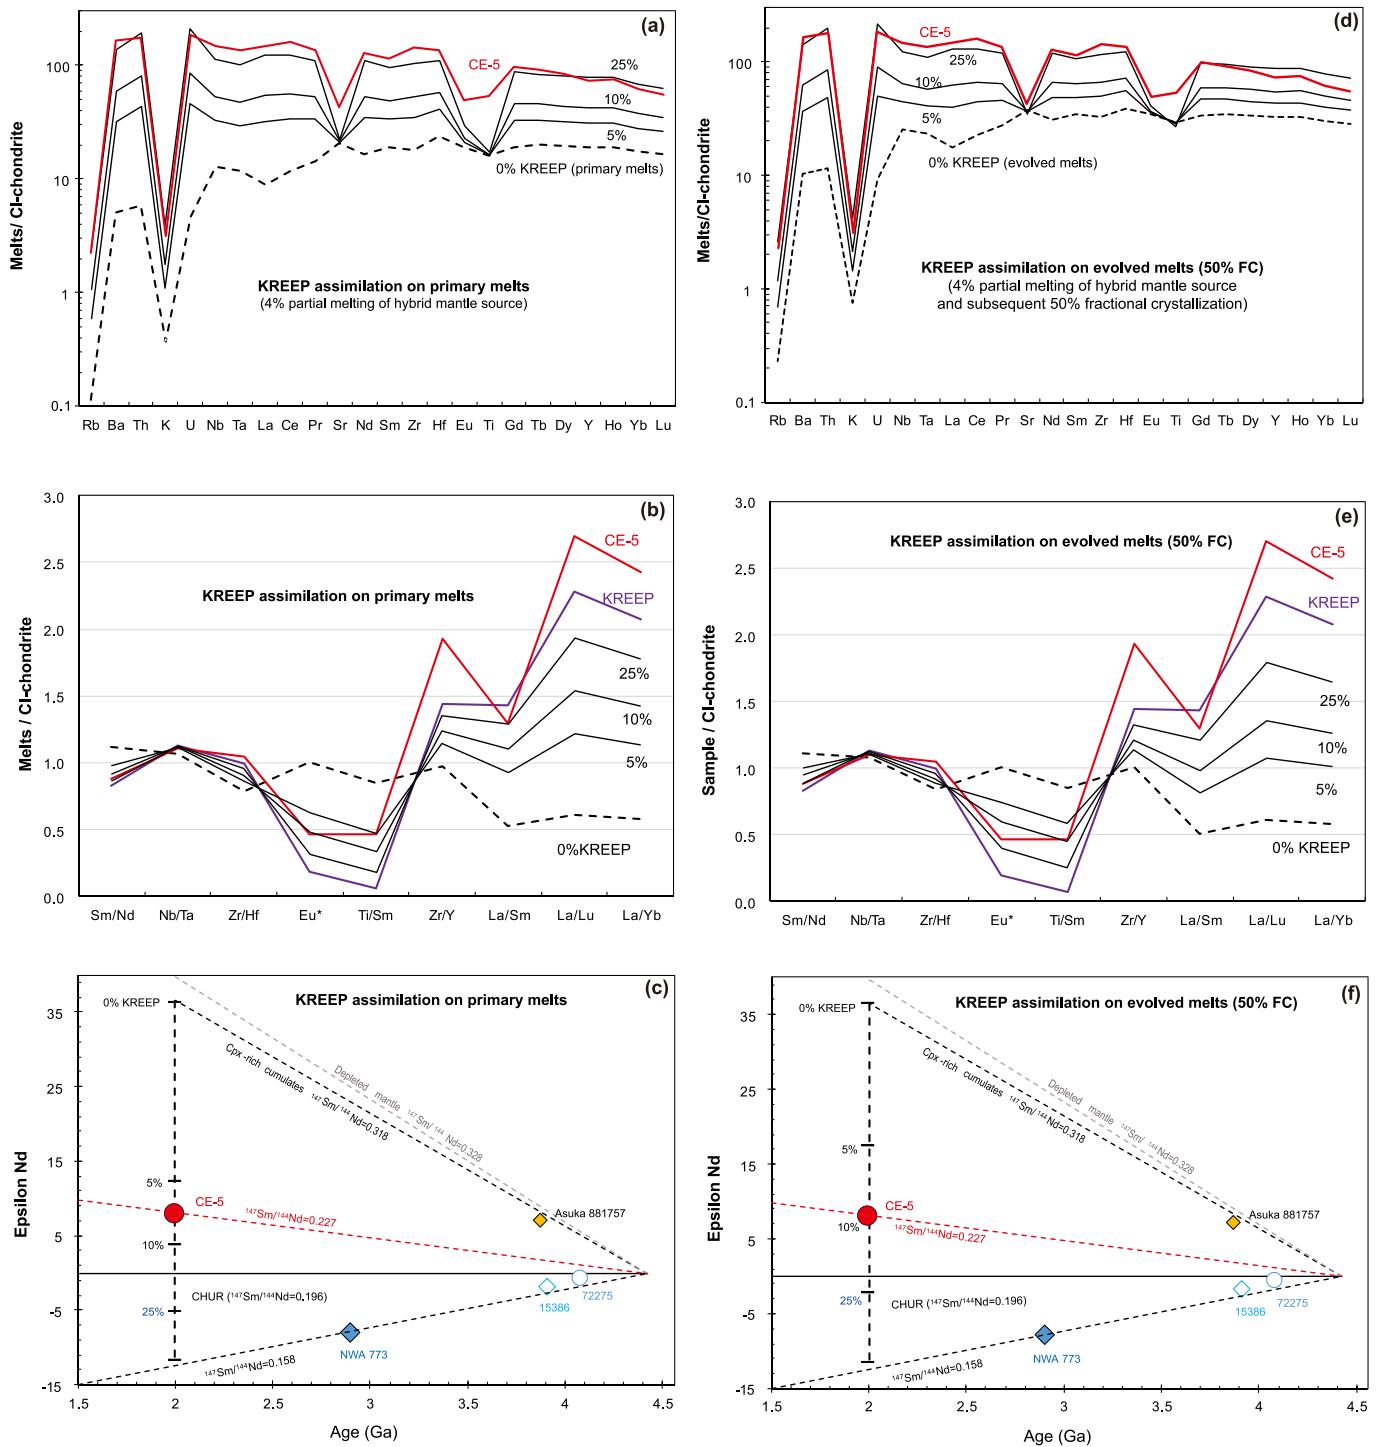 (a)
Melts/ CI-chondrite
100
10
1
0.1
CE-5
25%
10%
5%
0% KREEP (primary melts)
KREEP assimilation on primary melts
(4% partial melting of hybrid mantle source)
Rb Ba Th K U Nb Ta La Ce Pr Sr Nd Sm Zr Hf Eu Ti Gd Tb Dy Y Ho Yb Lu
(d)
Melts/CI-chondrite
100
10
1
0.1
CE-5
25%
10%
5%
0% KREEP (evolved melts)
KREEP assimilation on evolved melts (50% FC)
(4% partial melting of hybrid mantle source
and subsequent 50% fractional crystallization)
Rb Ba Th K U Nb Ta La Ce Pr Sr Nd Sm Zr Hf Eu Ti Gd Tb Dy Y Ho Yb Lu
(b)
Melts / CI-chondrite
3.0
2.5
2.0
1.5
1.0
0.5
0.0
CE-5
KREEP assimilation on primary melts
KREEP
25%
10%
5%
0%KREEP
Sm/Nd Nb/Ta Zr/Hf Eu* Ti/Sm Zr/Y La/Sm La/Lu La/Yb
(e)
Sample / CI-chondrite
3.0
2.5
2.0
1.5
1.0
0.5
0.0
KREEP assimilation on evolved melts (50% FC)
CE-5
KREEP
25%
10%
5%
0% KREEP
Sm/Nd Nb/Ta Zr/Hf Eu* Ti/Sm Zr/Y La/Sm La/Lu La/Yb
(c)
Epsilon Nd
35
25
15
5
-5
-15
0% KREEP
KREEP assimilation on primary melts
Depleted mantle ¹⁴⁷Sm/¹⁴⁴Nd=0.328
Cpx-rich cumulates ¹⁴⁷Sm/¹⁴⁴Nd=0.318
5%
CE-5
¹⁴⁷Sm/¹⁴⁴Nd=0.227
Asuka 881757
10%
25%
CHUR (¹⁴⁷Sm/¹⁴⁴Nd=0.196)
72275
15386
NWA 773
¹⁴⁷Sm/¹⁴⁴Nd=0.158
1.5 2 2.5 3 3.5 4 4.5
Age (Ga)
(f)
Epsilon Nd
35
25
15
5
-5
-15
0% KREEP
KREEP assimilation on evolved melts (50% FC)
Depleted mantle ¹⁴⁷Sm/¹⁴⁴Nd=0.328
Cpx-rich cumulates ¹⁴⁷Sm/¹⁴⁴Nd=0.318
5%
CE-5
¹⁴⁷Sm/¹⁴⁴Nd=0.227
Asuka 881757
10%
25%
CHUR (¹⁴⁷Sm/¹⁴⁴Nd=0.196)
72275
15386
NWA 773
¹⁴⁷Sm/¹⁴⁴Nd=0.158
1.5 2 2.5 3 3.5 4 4.5
Age (Ga)